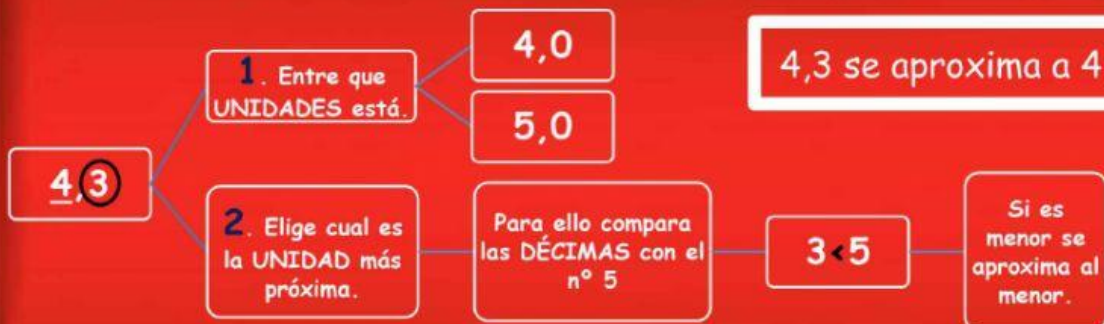 4,3
1. Entre que
UNIDADES está.
4,0
5,0
4,3 se aproxima a 4
2. Elige cual es
la UNIDAD más
próxima.
Para ello compara
las DÉCIMAS con el
nº 5
3<5
Si es
menor se
aproxima al
menor.